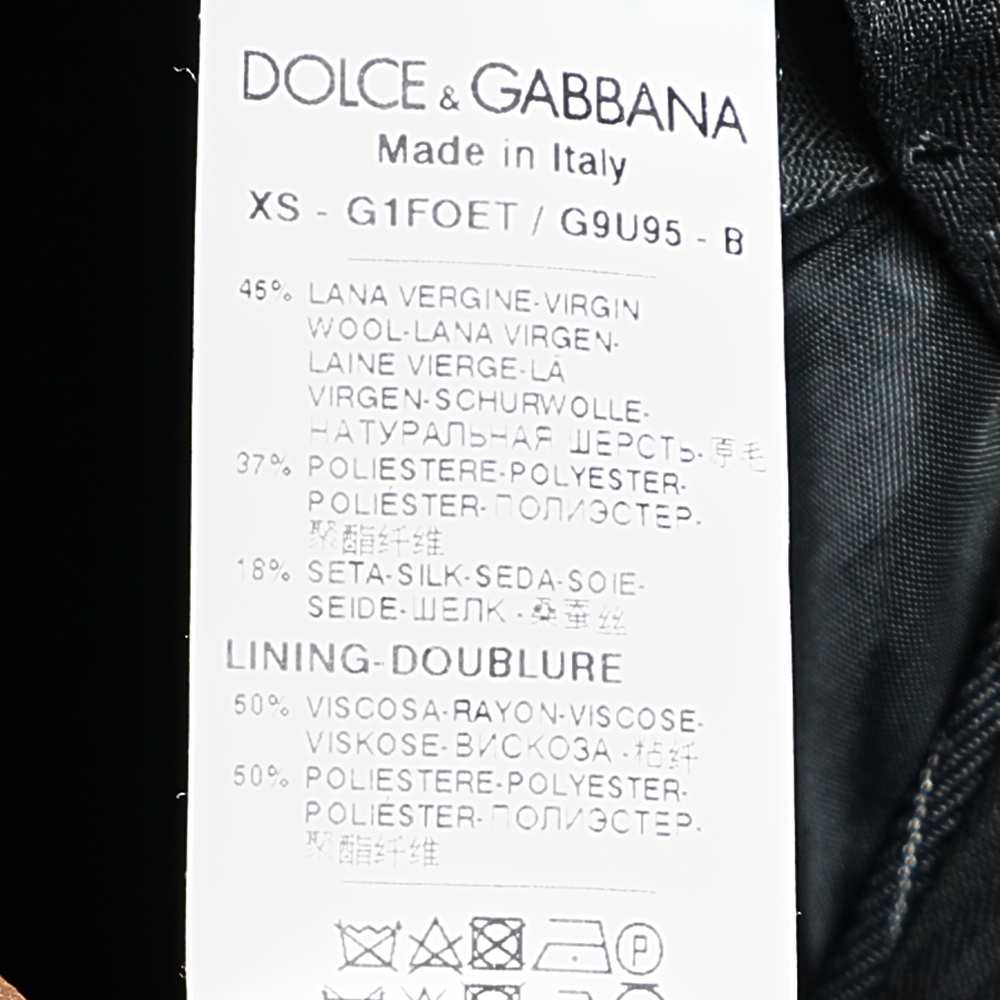 DOLCE & GABBANA
Made in Italy
XS - G1FOET / G9U95 - B
45% LANA VERGINE-VIRGIN
WOOL-LANA VIRGEN-
LAINE VIERGE-LÀ
VIRGEN-SCHURWOLLE-
НАТУРАЛЬНАЯ ШЕРСТЬ-原毛
37% POLIESTERE-POLYESTER-
POLIÉSTER-ПОЛИЭСТЕР-
聚酯纤维
18% SETA-SILK-SEDA-SOIE-
SEIDE-ШЕЛК-桑蚕丝
LINING-DOUBLURE
50% VISCOSA-RAYON-VISCOSE-
VISKOSE-ВИСКОЗА-粘纤
50% POLIESTERE-POLYESTER-
POLIÉSTER-ПОЛИЭСТЕР-
聚酯纤维
P